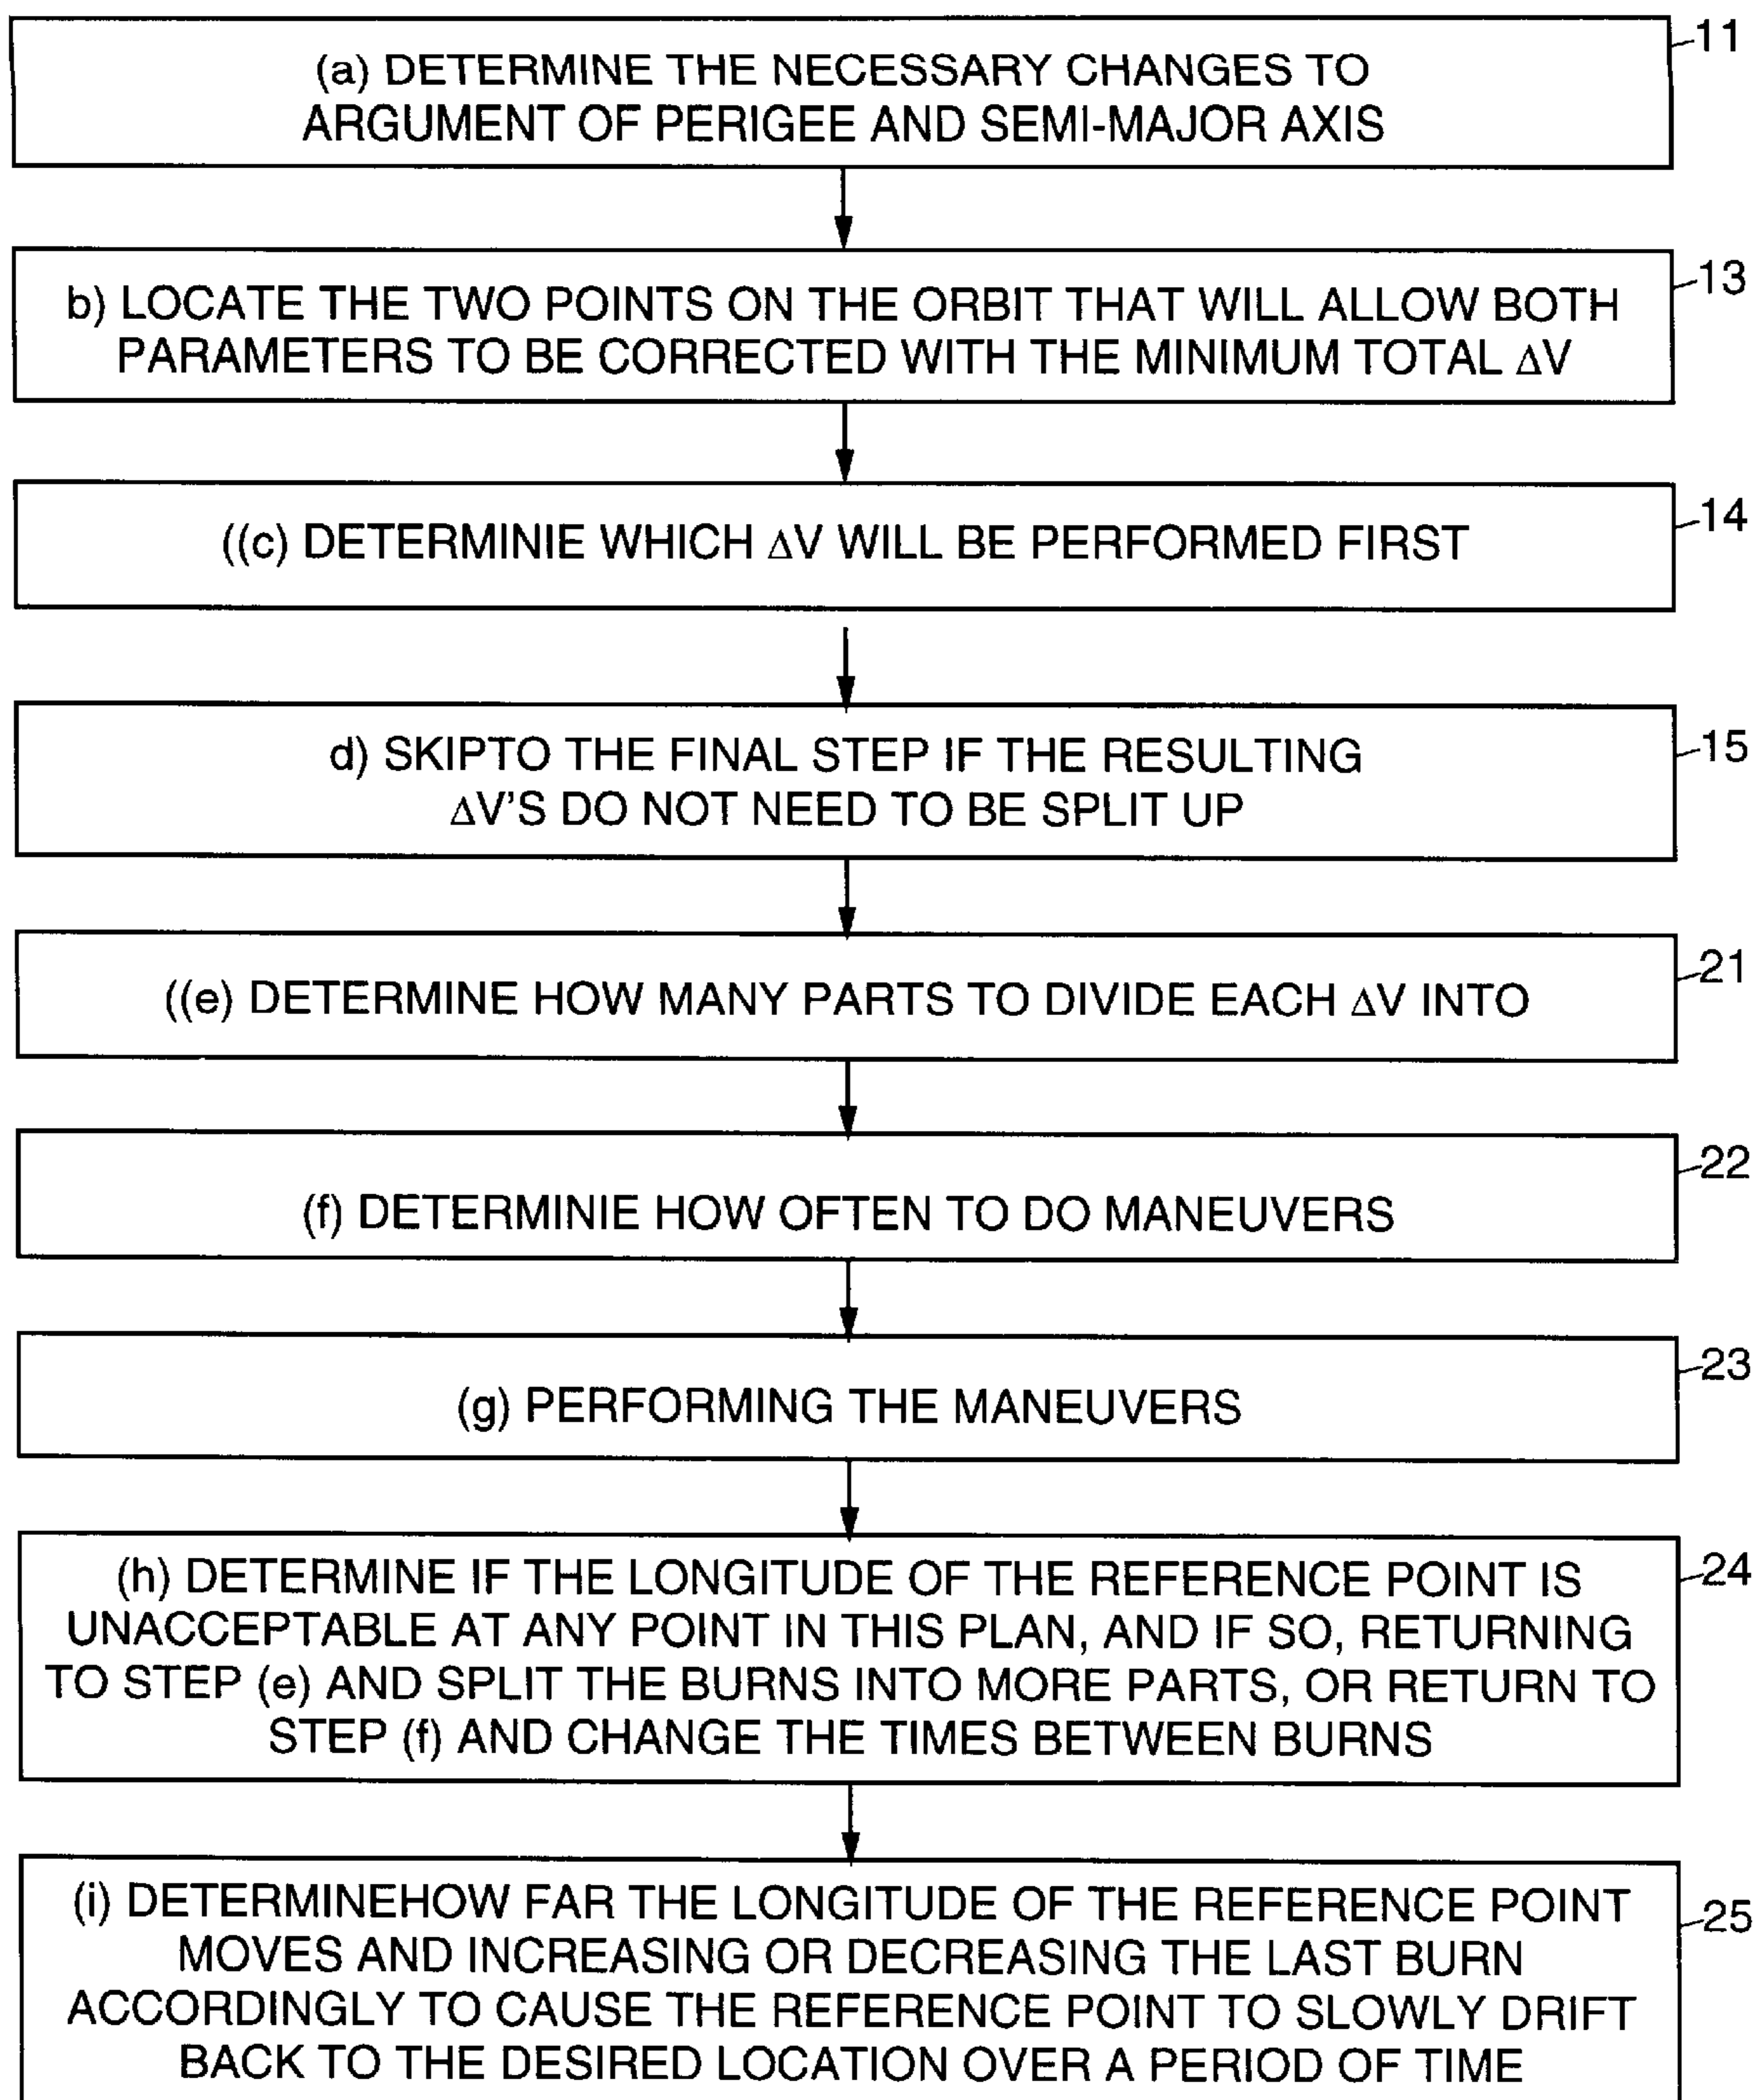 (a) DETERMINE THE NECESSARY CHANGES TO
ARGUMENT OF PERIGEE AND SEMI-MAJOR AXIS
11
b) LOCATE THE TWO POINTS ON THE ORBIT THAT WILL ALLOW BOTH
PARAMETERS TO BE CORRECTED WITH THE MINIMUM TOTAL ΔV
13
((c) DETERMINIE WHICH ΔV WILL BE PERFORMED FIRST
14
d) SKIPTO THE FINAL STEP IF THE RESULTING
ΔV'S DO NOT NEED TO BE SPLIT UP
15
((e) DETERMINE HOW MANY PARTS TO DIVIDE EACH ΔV INTO
21
(f) DETERMINIE HOW OFTEN TO DO MANEUVERS
22
(g) PERFORMING THE MANEUVERS
23
(h) DETERMINE IF THE LONGITUDE OF THE REFERENCE POINT IS
UNACCEPTABLE AT ANY POINT IN THIS PLAN, AND IF SO, RETURNING
TO STEP (e) AND SPLIT THE BURNS INTO MORE PARTS, OR RETURN TO
STEP (f) AND CHANGE THE TIMES BETWEEN BURNS
24
(i) DETERMINEHOW FAR THE LONGITUDE OF THE REFERENCE POINT
MOVES AND INCREASING OR DECREASING THE LAST BURN
ACCORDINGLY TO CAUSE THE REFERENCE POINT TO SLOWLY DRIFT
BACK TO THE DESIRED LOCATION OVER A PERIOD OF TIME
25